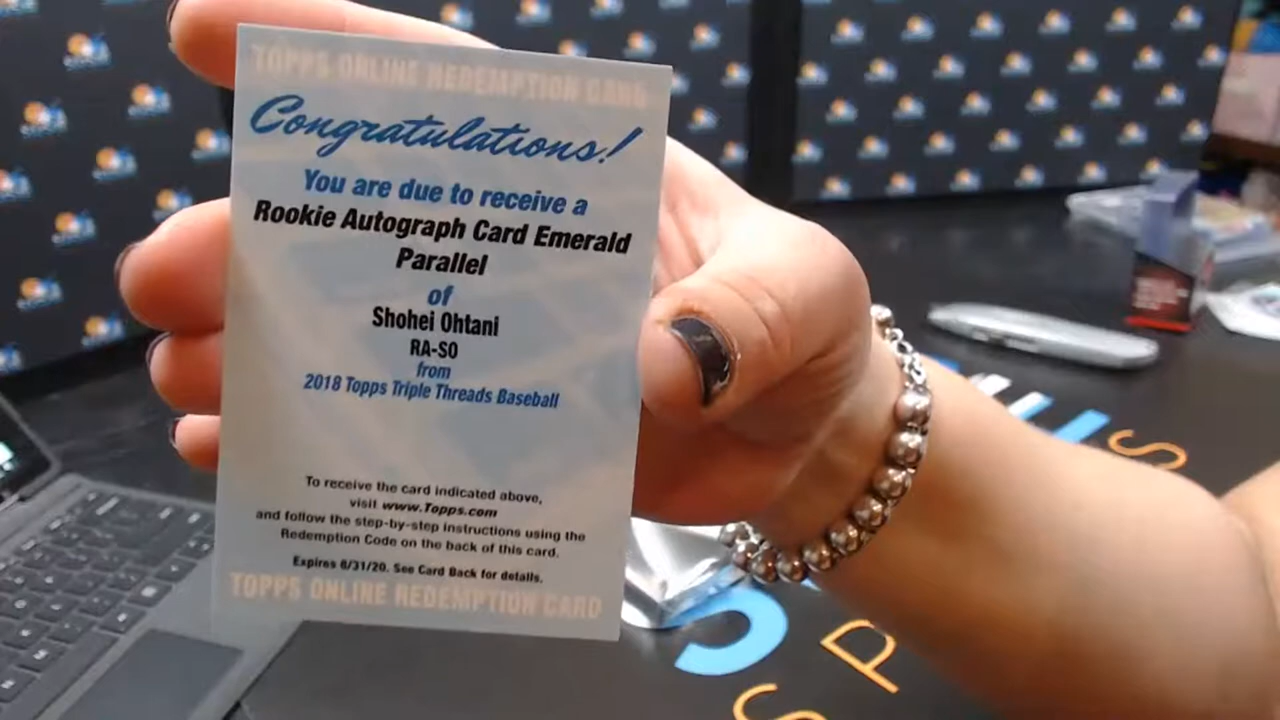 TOPPS ONLINE REDEMPTION CARD
Congratulations!
You are due to receive a
Rookie Autograph Card Emerald
Parallel
of
Shohei Ohtani
RA-SO
from
2018 Topps Triple Threads Baseball
To receive the card indicated above,
visit www.Topps.com
and follow the step-by-step instructions using the
Redemption Code on the back of this card.
Expires 8/31/20. See Card Back for details.
TOPPS ONLINE REDEMPTION CARD
S
SP